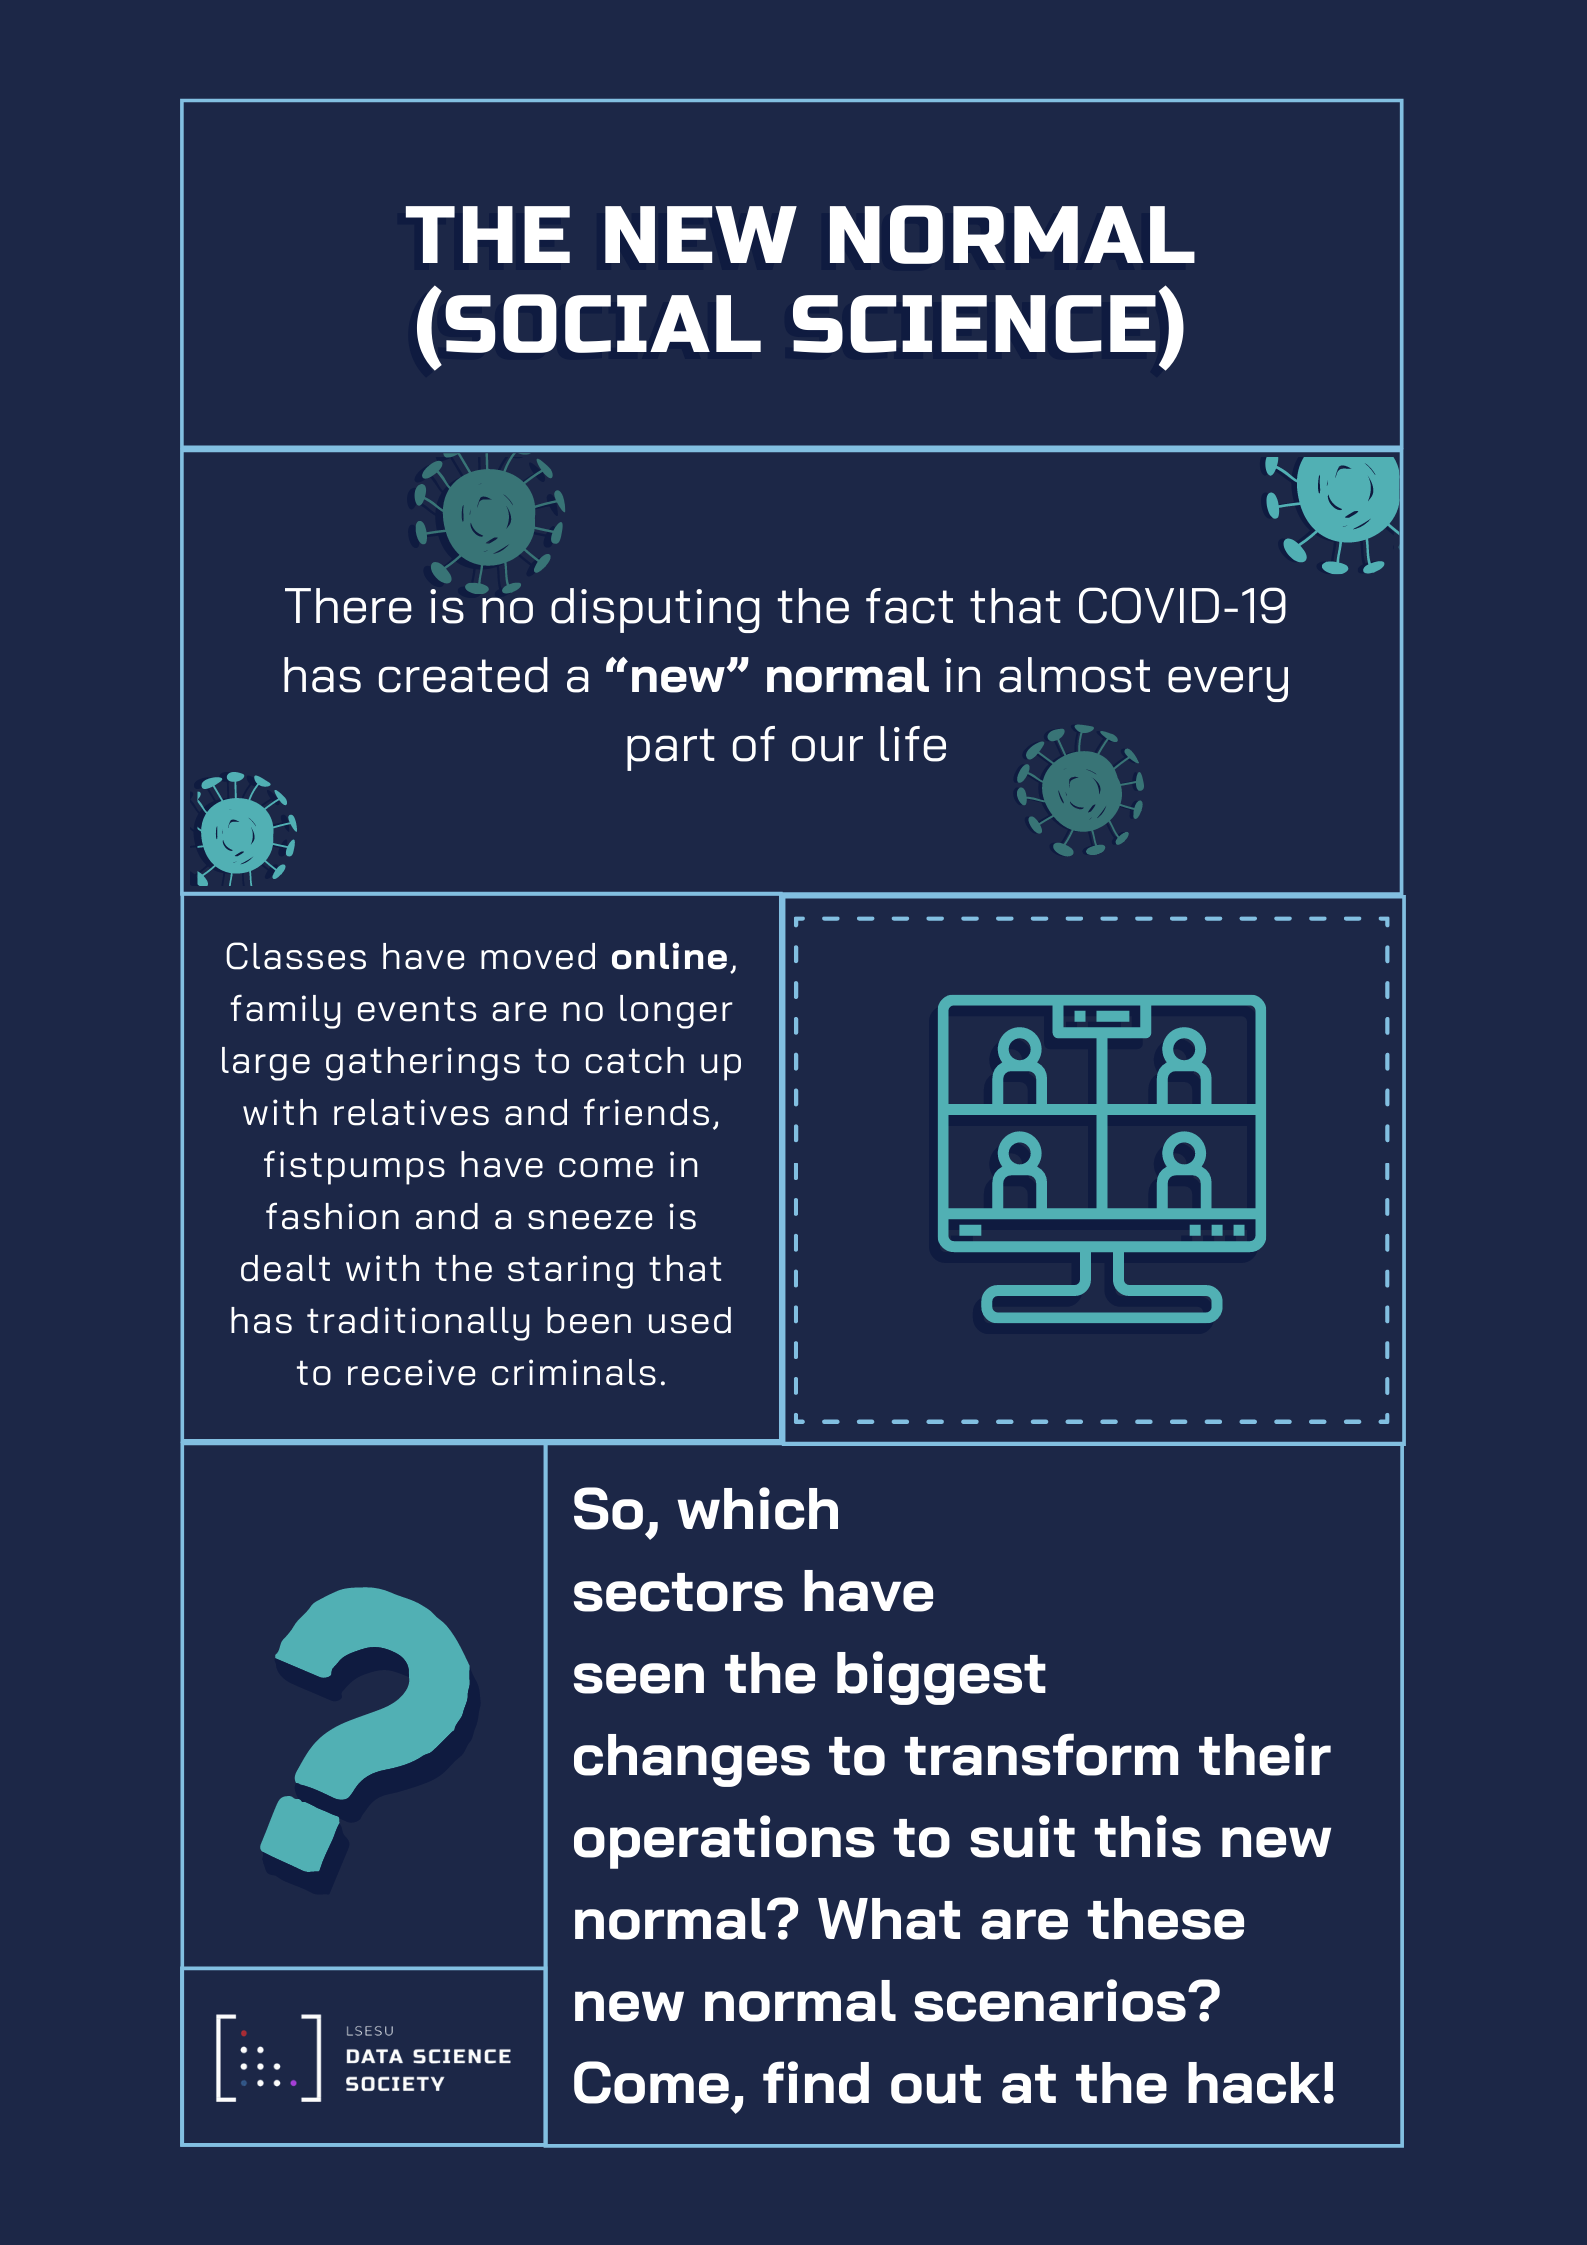 THE NEW NORMAL
(SOCIAL SCIENCE)
There is no disputing the fact that COVID-19
has created a “new” normal in almost every
part of our life
Classes have moved online,
family events are no longer
large gatherings to catch up
with relatives and friends,
fistpumps have come in
fashion and a sneeze is
dealt with the staring that
has traditionally been used
to receive criminals.
So, which
sectors have
seen the biggest
changes to transform their
operations to suit this new
normal? What are these
new normal scenarios?
Come, find out at the hack!
LSESU
DATA SCIENCE
SOCIETY